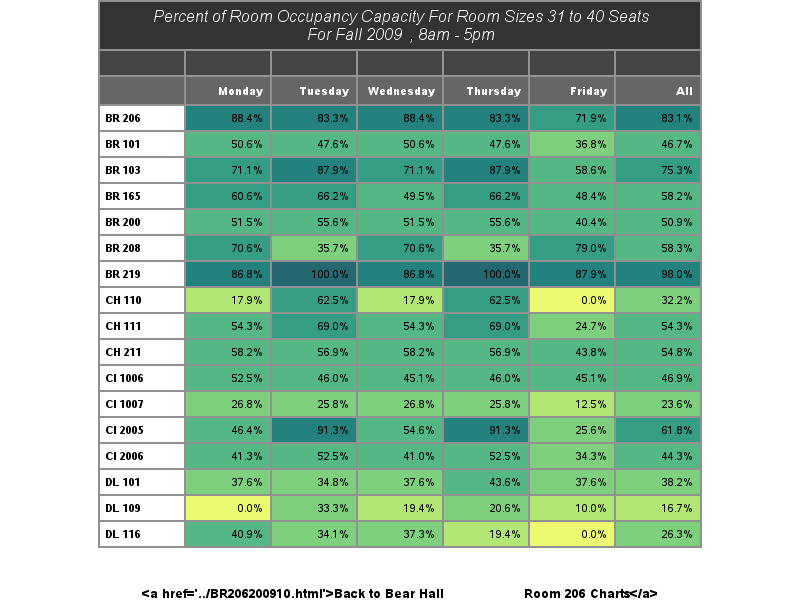 Percent of Room Occupancy Capacity For Room Sizes 31 to 40 Seats
For Fall 2009 , 8am - 5pm
Monday Tuesday Wednesday Thursday Friday All
BR 206 88.4% 83.3% 88.4% 83.3% 71.9% 83.1%
BR 101 50.6% 47.6% 50.6% 47.6% 36.8% 46.7%
BR 103 71.1% 87.9% 71.1% 87.9% 58.6% 75.3%
BR 165 60.6% 66.2% 49.5% 66.2% 48.4% 58.2%
BR 200 51.5% 55.6% 51.5% 55.6% 40.4% 50.9%
BR 208 70.6% 35.7% 70.6% 35.7% 79.0% 58.3%
BR 219 86.8% 100.0% 86.8% 100.0% 87.9% 98.0%
CH 110 17.9% 62.5% 17.9% 62.5% 0.0% 32.2%
CH 111 54.3% 69.0% 54.3% 69.0% 24.7% 54.3%
CH 211 58.2% 56.9% 58.2% 56.9% 43.8% 54.8%
CI 1006 52.5% 46.0% 45.1% 46.0% 45.1% 46.9%
CI 1007 26.8% 25.8% 26.8% 25.8% 12.5% 23.6%
CI 2005 46.4% 91.3% 54.6% 91.3% 25.6% 61.8%
CI 2006 41.3% 52.5% 41.0% 52.5% 34.3% 44.3%
DL 101 37.6% 34.8% 37.6% 43.6% 37.6% 38.2%
DL 109 0.0% 33.3% 19.4% 20.6% 10.0% 16.7%
DL 116 40.9% 34.1% 37.3% 19.4% 0.0% 26.3%
<a href='../BR206200910.html'>Back to Bear Hall Room 206 Charts</a>